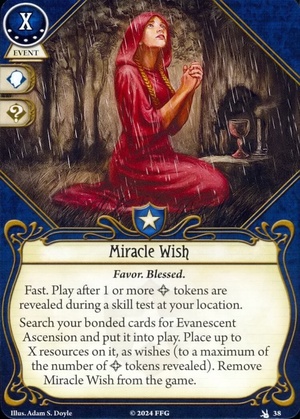 X
EVENT
Miracle Wish
Favor. Blessed.
Fast. Play after 1 or more tokens are
revealed during a skill test at your location.
Search your bonded cards for Evanescent
Ascension and put it into play. Place up to
X resources on it, as wishes (to a maximum of
the number of tokens revealed). Remove
Miracle Wish from the game.
Illus. Adam S. Doyle
© 2024 FFG
38